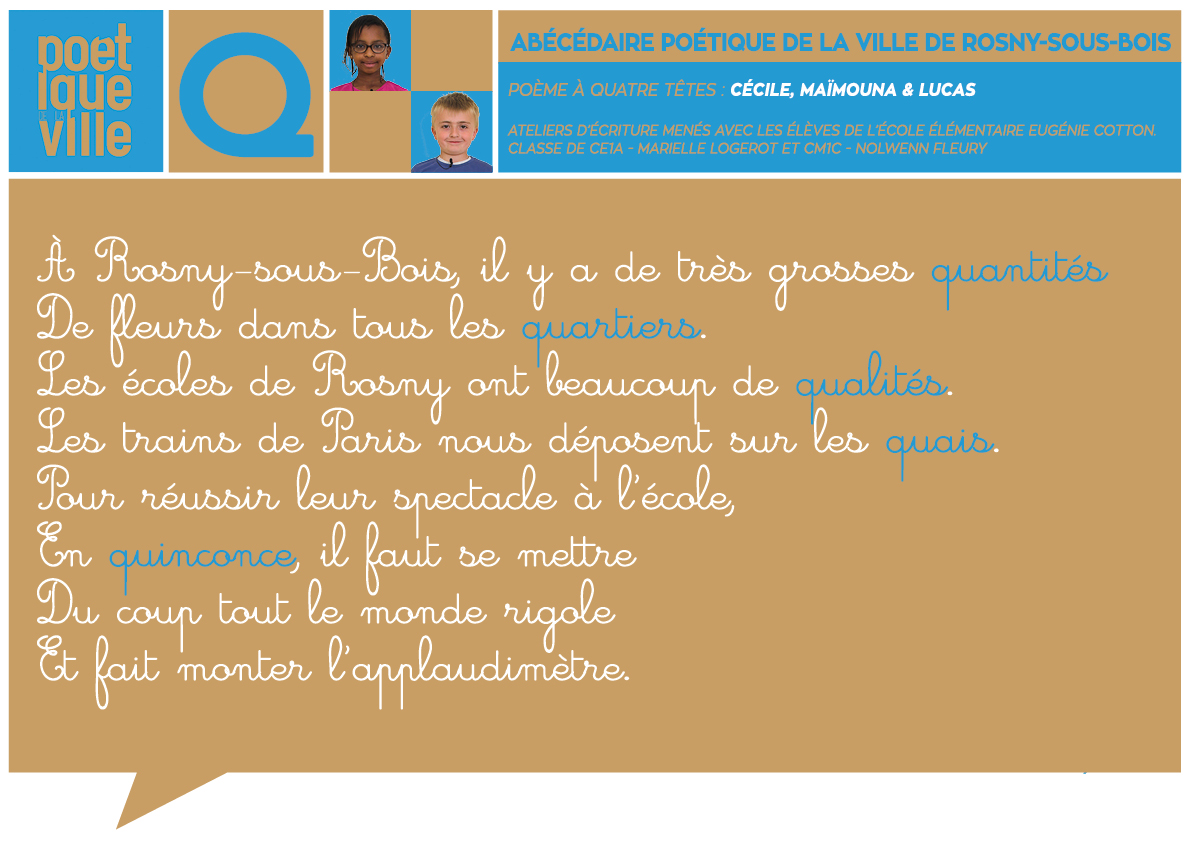 poet
ique
DE LA
ville
Q
ABÉCÉDAIRE POÉTIQUE DE LA VILLE DE ROSNY-SOUS-BOIS
POÈME À QUATRE TÊTES : CÉCILE, MAÏMOUNA & LUCAS
ATELIERS D'ÉCRITURE MENÉS AVEC LES ÉLÈVES DE L'ÉCOLE ÉLÉMENTAIRE EUGÉNIE COTTON.
CLASSE DE CE1A - MARIELLE LOGEROT ET CM1C - NOLWENN FLEURY
À Rosny-sous-Bois, il y a de très grosses quantités
De fleurs dans tous les quartiers.
Les écoles de Rosny ont beaucoup de qualités.
Les trains de Paris nous déposent sur les quais.
Pour réussir leur spectacle à l'école,
En quinconce, il faut se mettre
Du coup tout le monde rigole
Et fait monter l'applaudimètre.